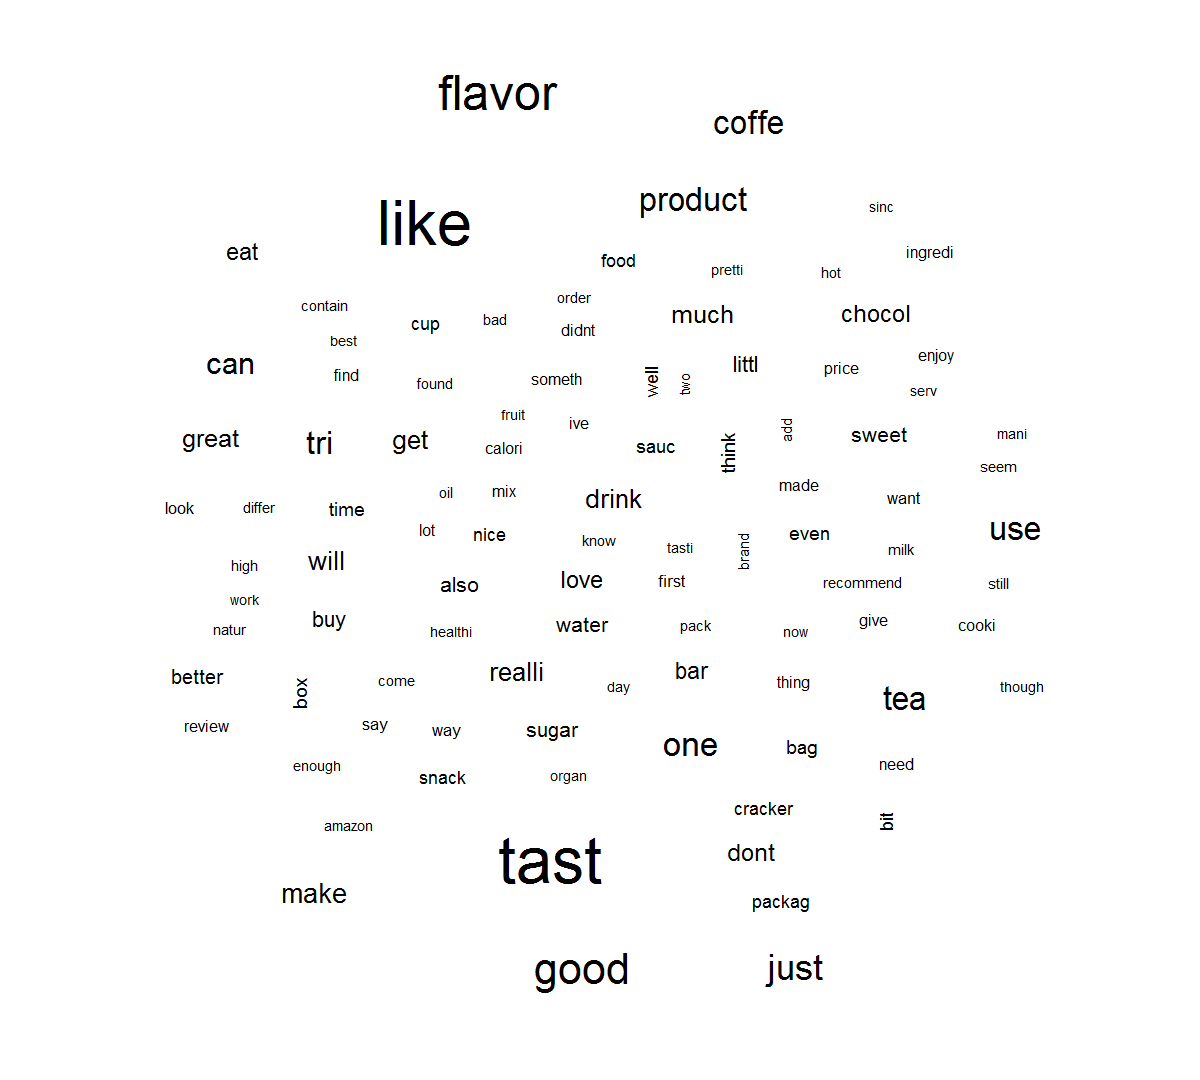 flavor
coffe
product
like
sinc
eat
food
ingredi
pretti
hot
order
contain
cup
bad
didnt
much
chocol
best
can
find
found
someth
well
two
littl
price
enjoy
serv
fruit
ive
great
tri
get
calori
sauc
think
add
sweet
mani
seem
look
differ
time
oil
mix
drink
made
want
use
lot
nice
know
tasti
brand
even
milk
high
will
also
love
first
recommend
still
work
natur
buy
healthi
water
pack
now
give
cooki
better
box
come
realli
day
bar
thing
tea
though
review
say
way
sugar
one
bag
need
enough
snack
organ
cracker
bit
amazon
tast
dont
make
packag
good
just